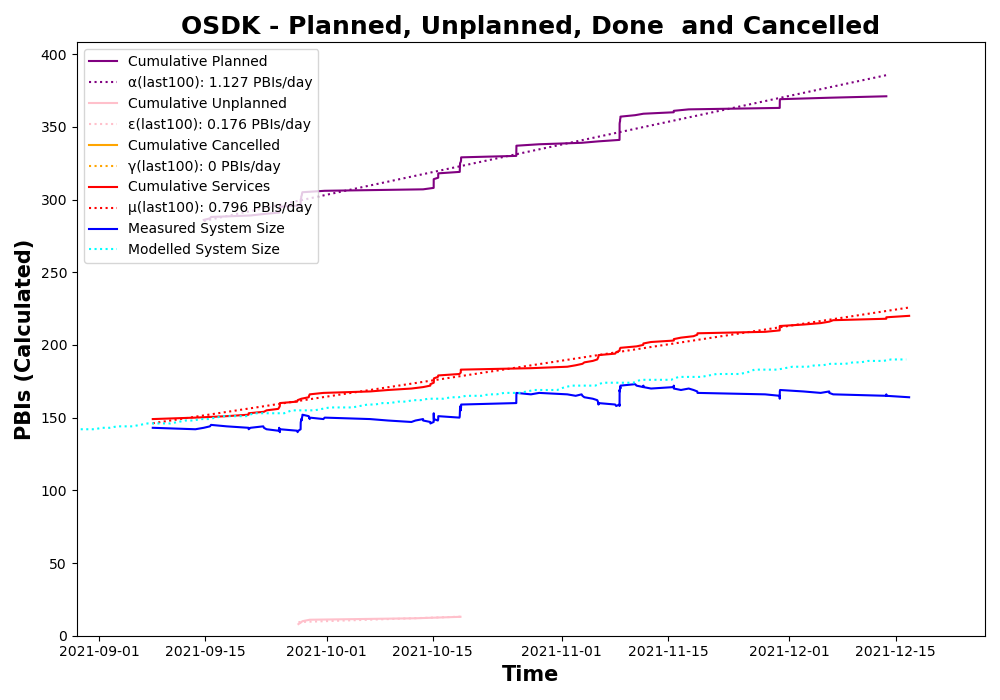 OSDK - Planned, Unplanned, Done  and Cancelled
PBIs (Calculated)
400
350
300
250
200
150
100
50
0
Cumulative Planned
α(last100): 1.127 PBIs/day
Cumulative Unplanned
ε(last100): 0.176 PBIs/day
Cumulative Cancelled
γ(last100): 0 PBIs/day
Cumulative Services
μ(last100): 0.796 PBIs/day
Measured System Size
Modelled System Size
2021-09-01 2021-09-15 2021-10-01 2021-10-15 2021-11-01 2021-11-15 2021-12-01 2021-12-15
Time